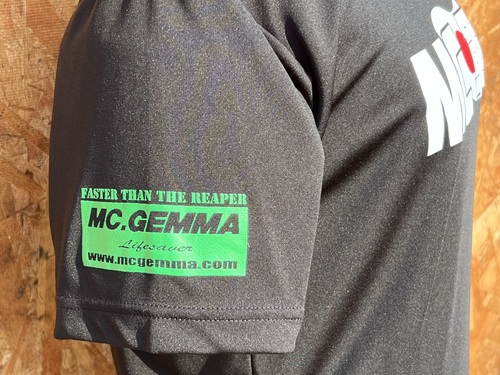 FASTER THAN THE REAPER
MC.GEMMA
Lifesaver
www.mcgemma.com